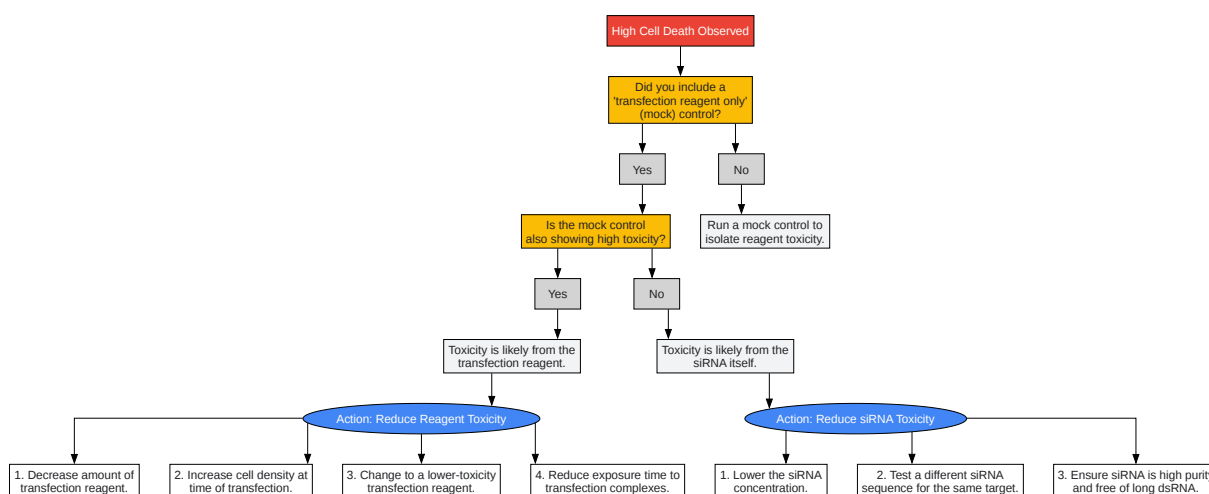 High Cell Death Observed
Did you include a
'transfection reagent only'
(mock) control?
Yes
No
Is the mock control
also showing high toxicity?
Run a mock control to
isolate reagent toxicity.
Yes
No
Toxicity is likely from the
transfection reagent.
Toxicity is likely from the
siRNA itself.
Action: Reduce Reagent Toxicity
Action: Reduce siRNA Toxicity
1. Decrease amount of
transfection reagent.
2. Increase cell density at
time of transfection.
3. Change to a lower-toxicity
transfection reagent.
4. Reduce exposure time to
transfection complexes.
1. Lower the siRNA
concentration.
2. Test a different siRNA
sequence for the same target.
3. Ensure siRNA is high purity
and free of long dsRNA.